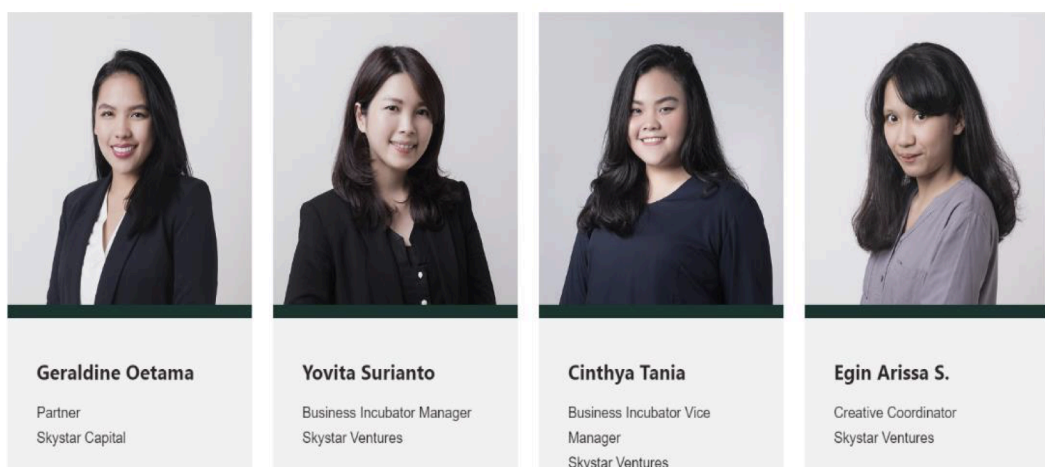 Geraldine Oetama
Partner
Skystar Capital
Yovita Surianto
Business Incubator Manager
Skystar Ventures
Cinthya Tania
Business Incubator Vice
Manager
Skystar Ventures
Egin Arissa S.
Creative Coordinator
Skystar Ventures